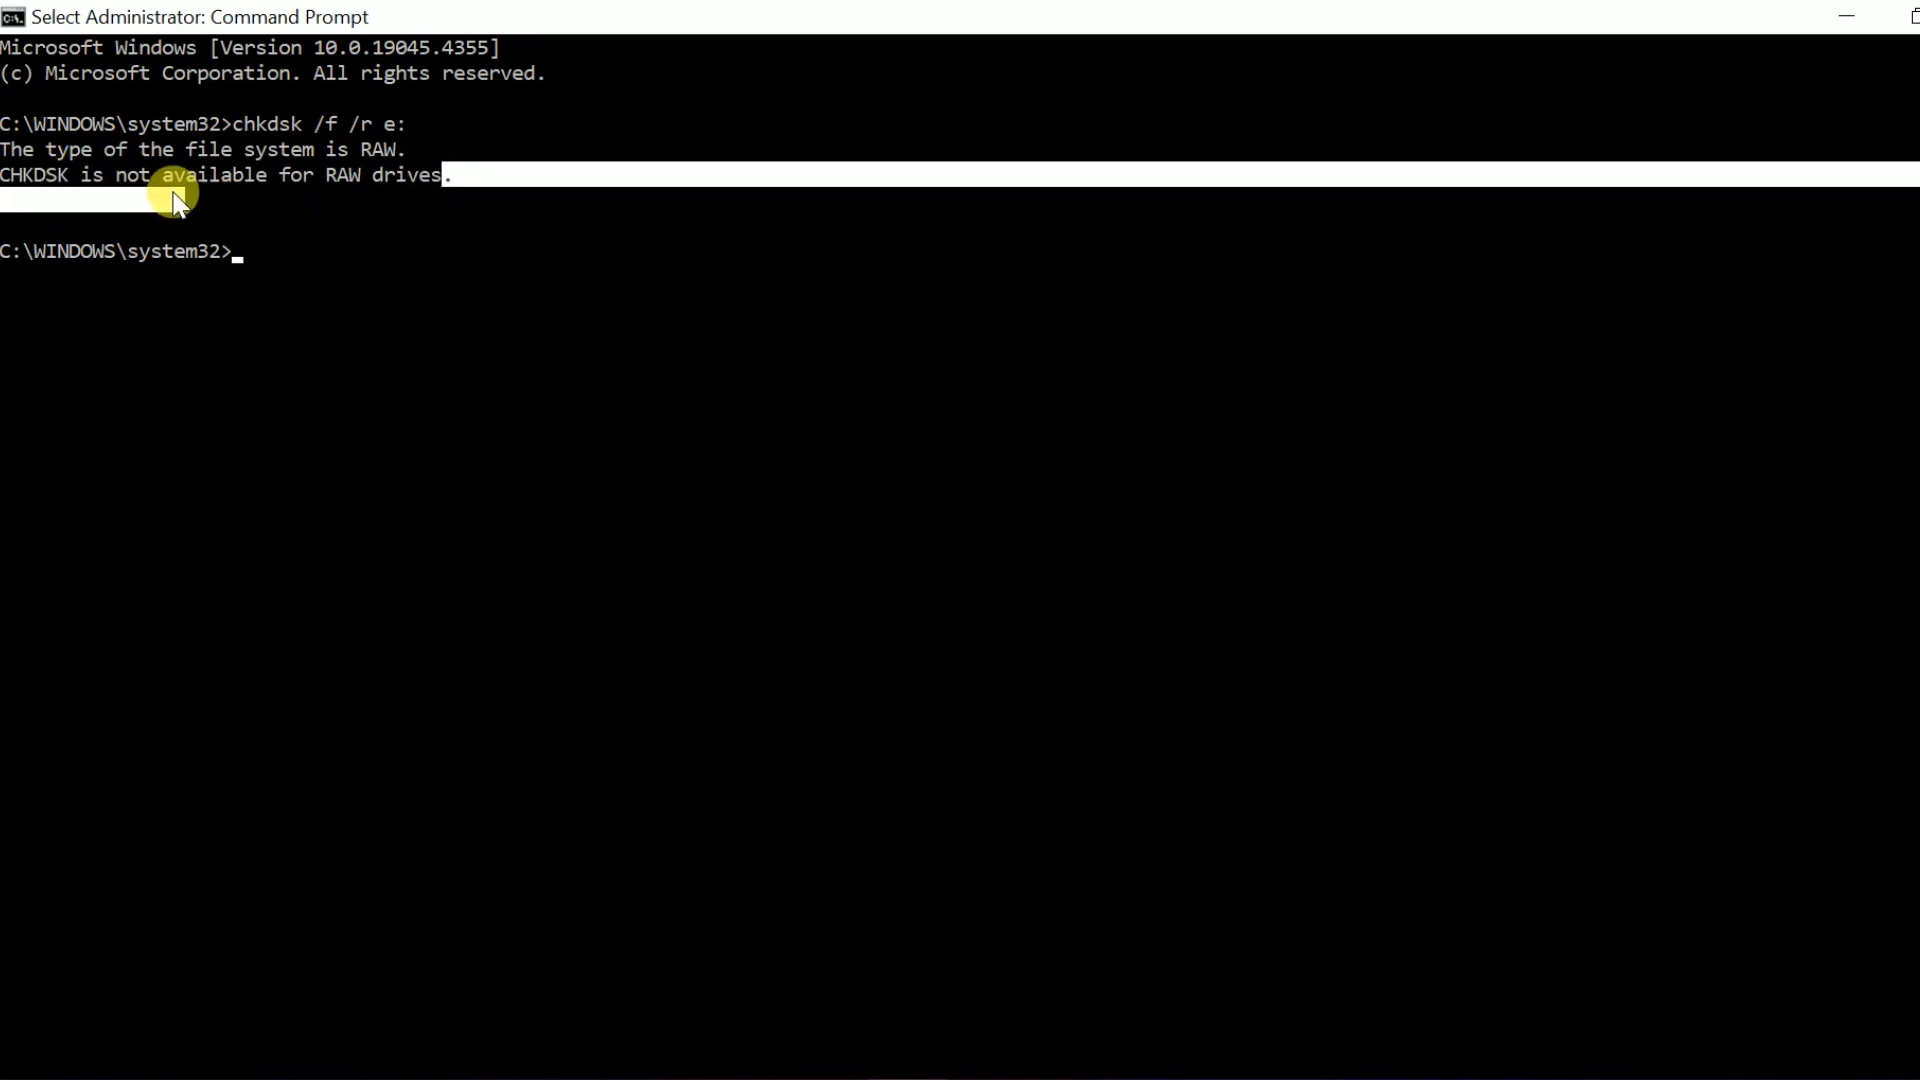 Select Administrator: Command Prompt
Microsoft Windows [Version 10.0.19045.4355]
(c) Microsoft Corporation. All rights reserved.
C:\WINDOWS\system32>chkdsk /f /r e:
The type of the file system is RAW.
CHKDSK is not available for RAW drives.
C:\WINDOWS\system32>